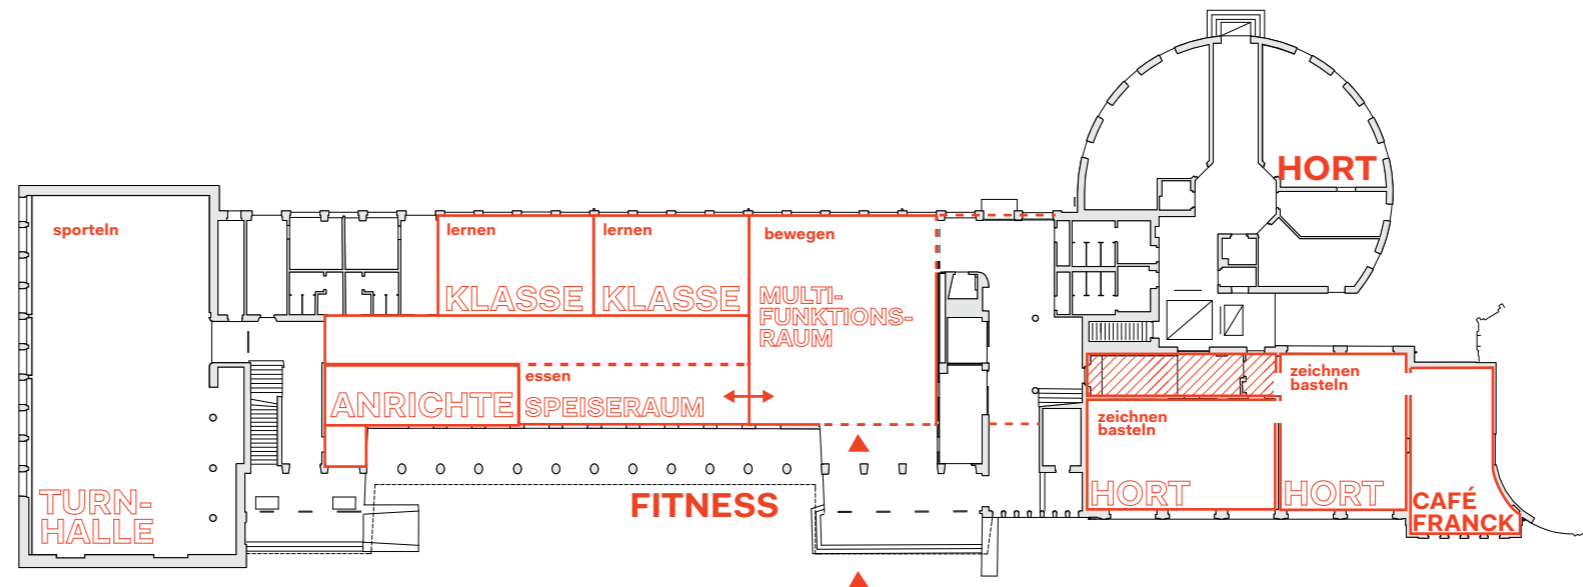 sporteln
TURN-
HALLE
lernen
KLASSE
lernen
KLASSE
bewegen
MULTI-
FUNKTIONS-
RAUM
ANRICHTE
essen
SPEISERAUM
FITNESS
HORT
zeichnen
basteln
HORT
zeichnen
basteln
HORT
CAFÉ
FRANCK